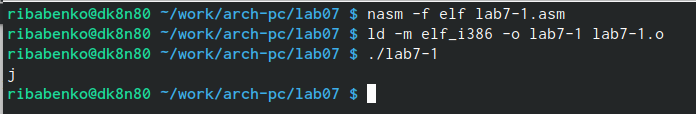 ribabenko@dk8n80 ~/work/arch-pc/lab07 $ nasm -f elf lab7-1.asm
ribabenko@dk8n80 ~/work/arch-pc/lab07 $ ld -m elf_i386 -o lab7-1 lab7-1.o
ribabenko@dk8n80 ~/work/arch-pc/lab07 $ ./lab7-1
j
ribabenko@dk8n80 ~/work/arch-pc/lab07 $